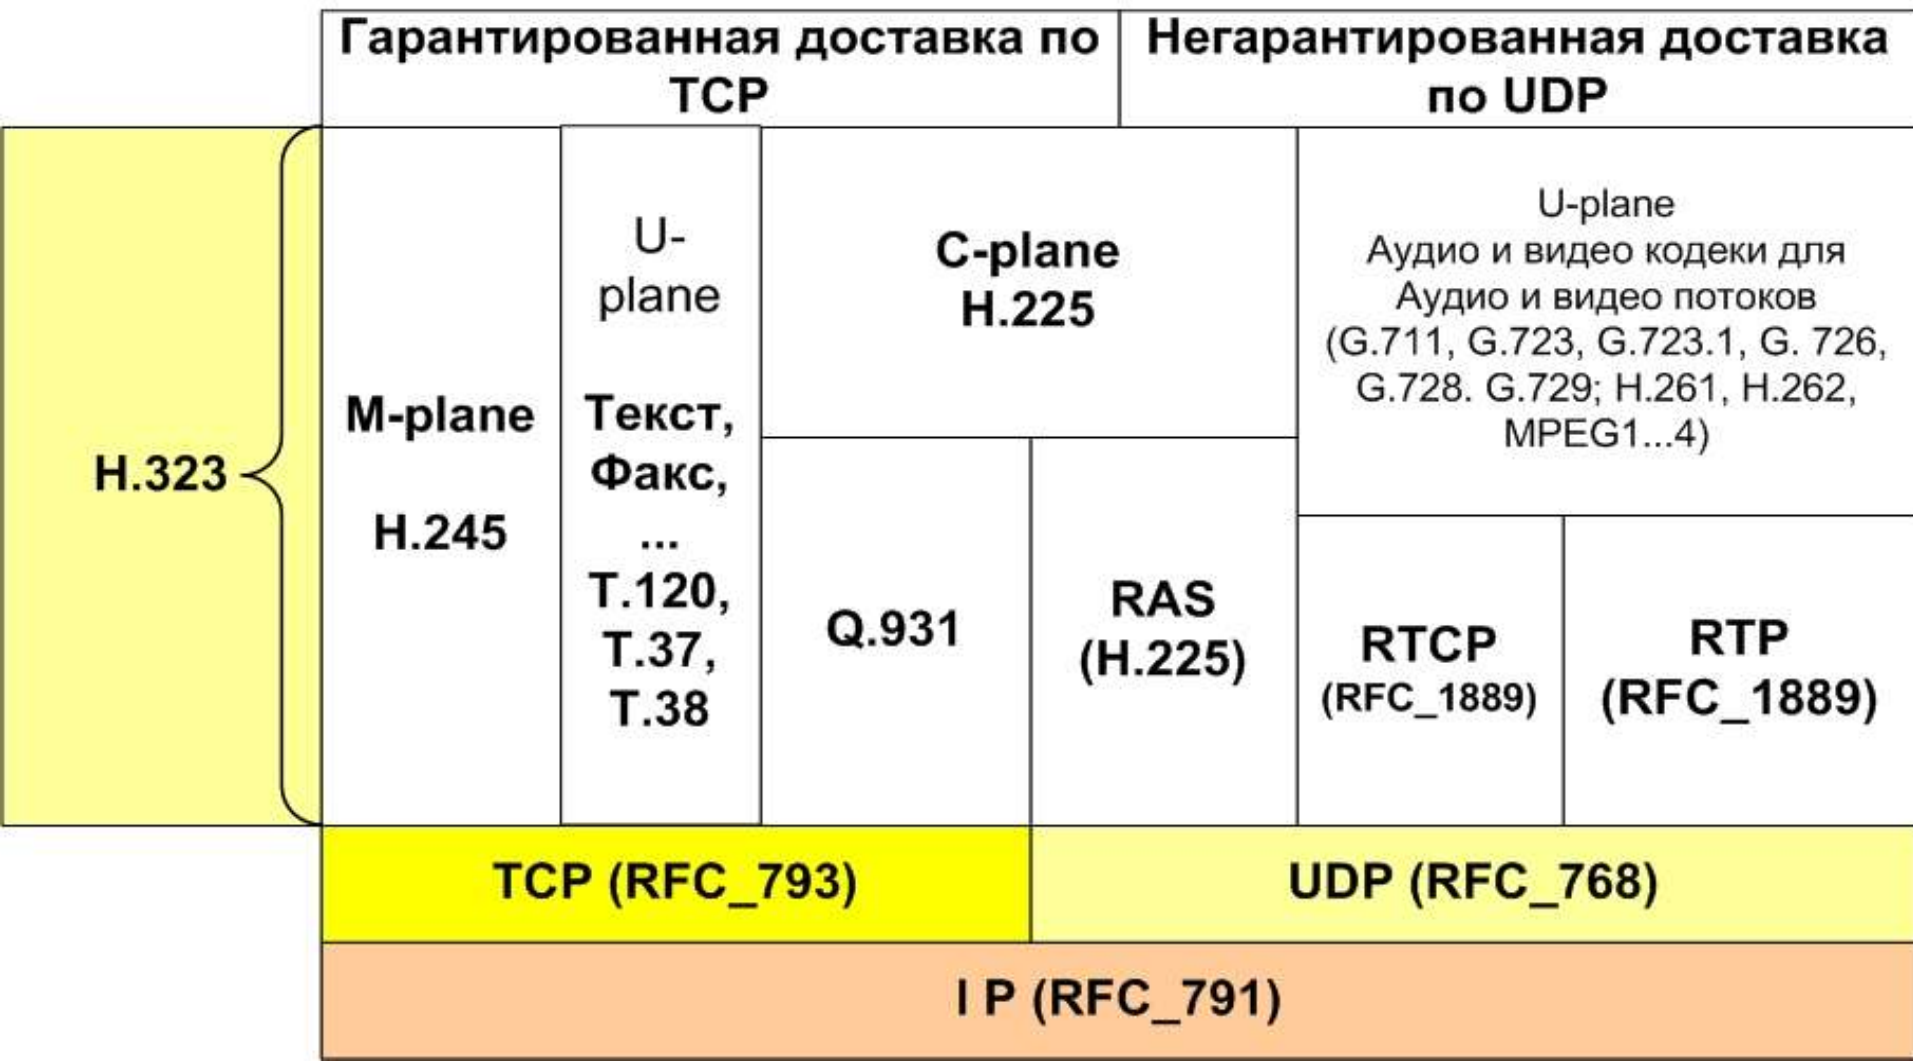 Гарантированная доставка по
TCP
Негарантированная доставка
по UDP
H.323
M-plane
H.245
U-
plane
Текст,
Факс,
...
T.120,
T.37,
T.38
C-plane
H.225
Q.931
RAS
(H.225)
U-plane
Аудио и видео кодеки для
Аудио и видео потоков
(G.711, G.723, G.723.1, G. 726,
G.728. G.729; H.261, H.262,
MPEG1...4)
RTCP
(RFC_1889)
RTP
(RFC_1889)
TCP (RFC_793)
UDP (RFC_768)
I P (RFC_791)